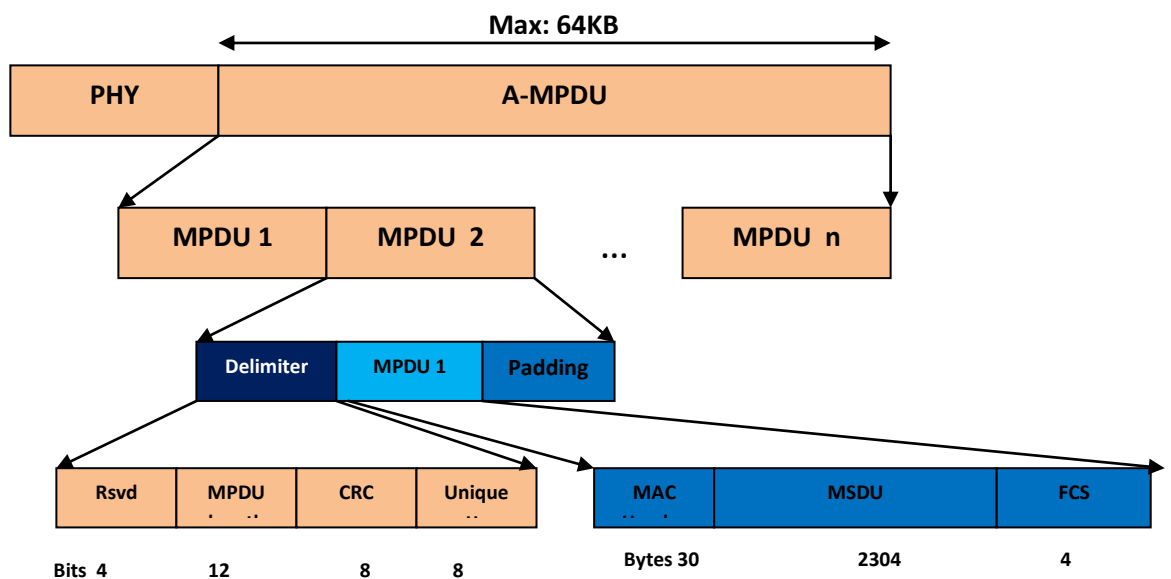 Max: 64KB
PHY
A-MPDU
MPDU 1
MPDU 2
...
MPDU n
Delimiter
MPDU 1
Padding
Rsvd
MPDU
CRC
Unique
MAC
MSDU
FCS
Bits 4
12
8
8
Bytes 30
2304
4